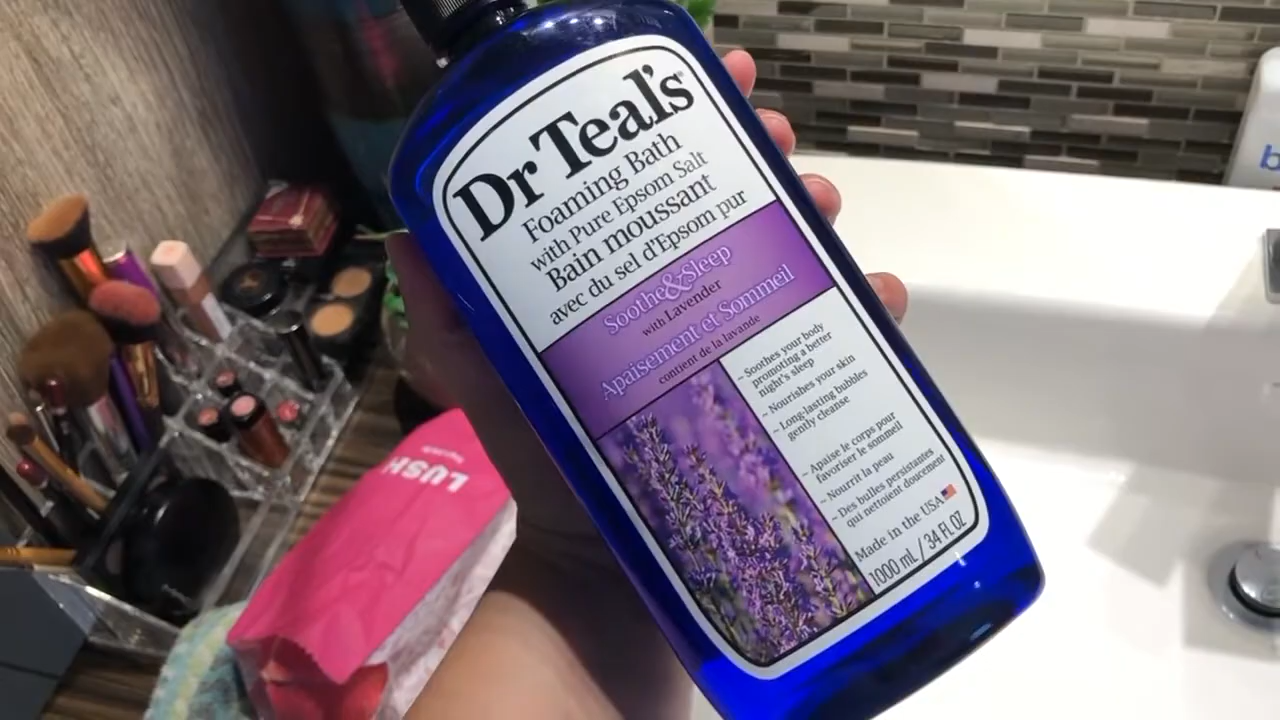 Dr Teal's®
Foaming Bath
with Pure Epsom Salt
Bain moussant
avec du sel d'Epsom pur
Soothe&Sleep
with Lavender
Apaisement et Sommeil
contient de la lavande
~ Soothes your body
promoting a better
night's sleep
~ Nourishes your skin
~ Long-lasting bubbles
gently cleanse
~ Apaise le corps pour
favoriser le sommeil
~ Nourrit la peau
~ Des bulles persistantes
qui nettoient doucement
Made in the USA
1000 mL / 34 FL OZ
LUSH
b